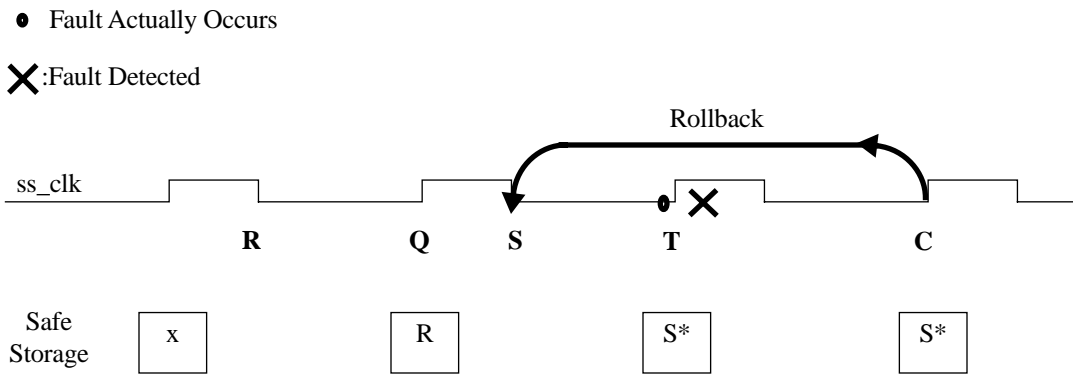 Fault Actually Occurs
:Fault Detected
Rollback
ss_clk
R Q S T C
Safe
Storage
x R S* S*